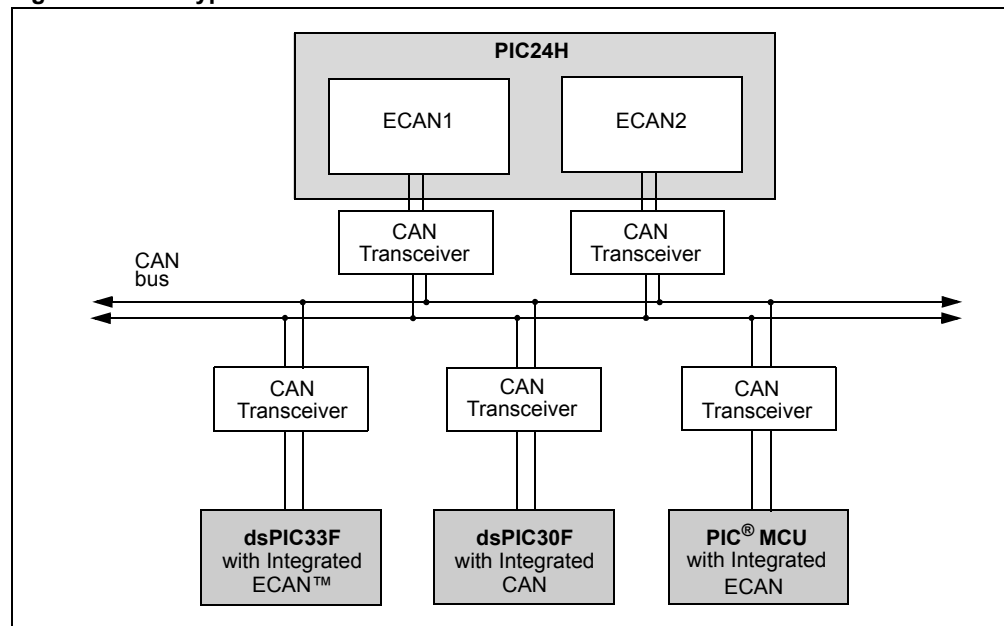 PIC24H
ECAN1
ECAN2
CAN
Transceiver
CAN
Transceiver
CAN
bus
CAN
Transceiver
CAN
Transceiver
CAN
Transceiver
dsPIC33F
with Integrated
ECAN™
dsPIC30F
with Integrated
CAN
PIC® MCU
with Integrated
ECAN